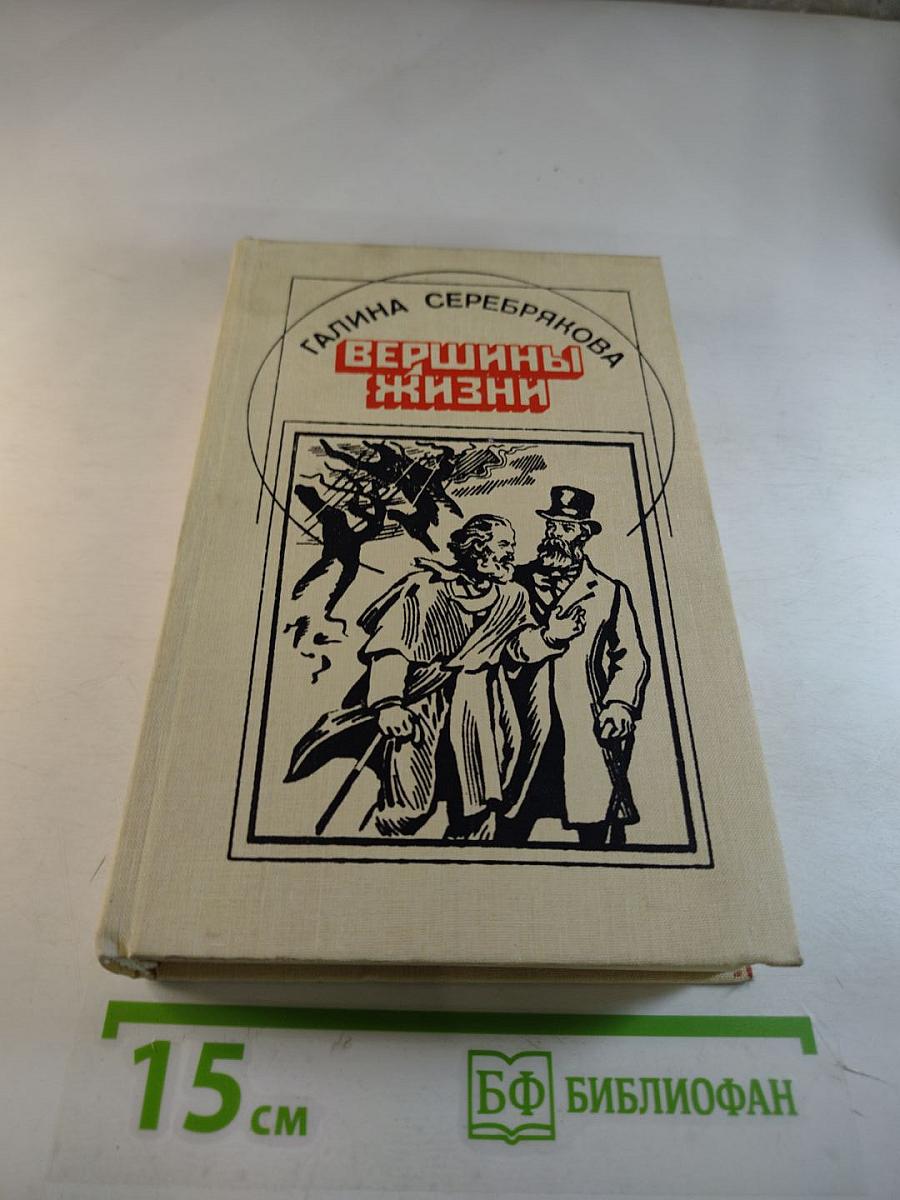 ГАЛИНА СЕРЕБРЯКОВА
ВЕРШИНЫ
ЖИЗНИ
15 см
БФ БИБЛИОФАН